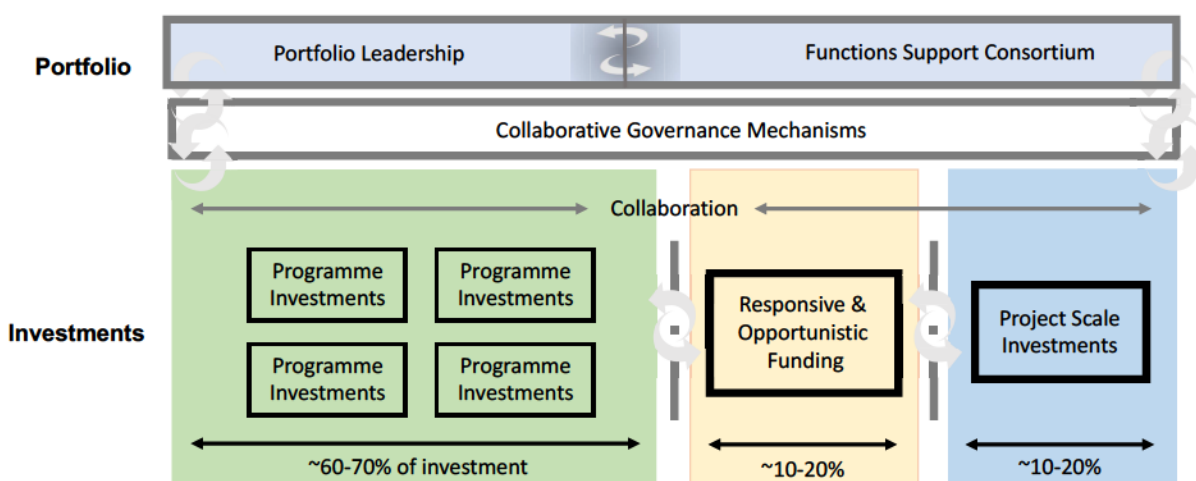 Portfolio
Portfolio Leadership
Functions Support Consortium
Collaborative Governance Mechanisms
Collaboration
Investments
Programme
Investments
Programme
Investments
Programme
Investments
Programme
Investments
Responsive &
Opportunistic
Funding
Project Scale
Investments
~60-70% of investment
~10-20%
~10-20%